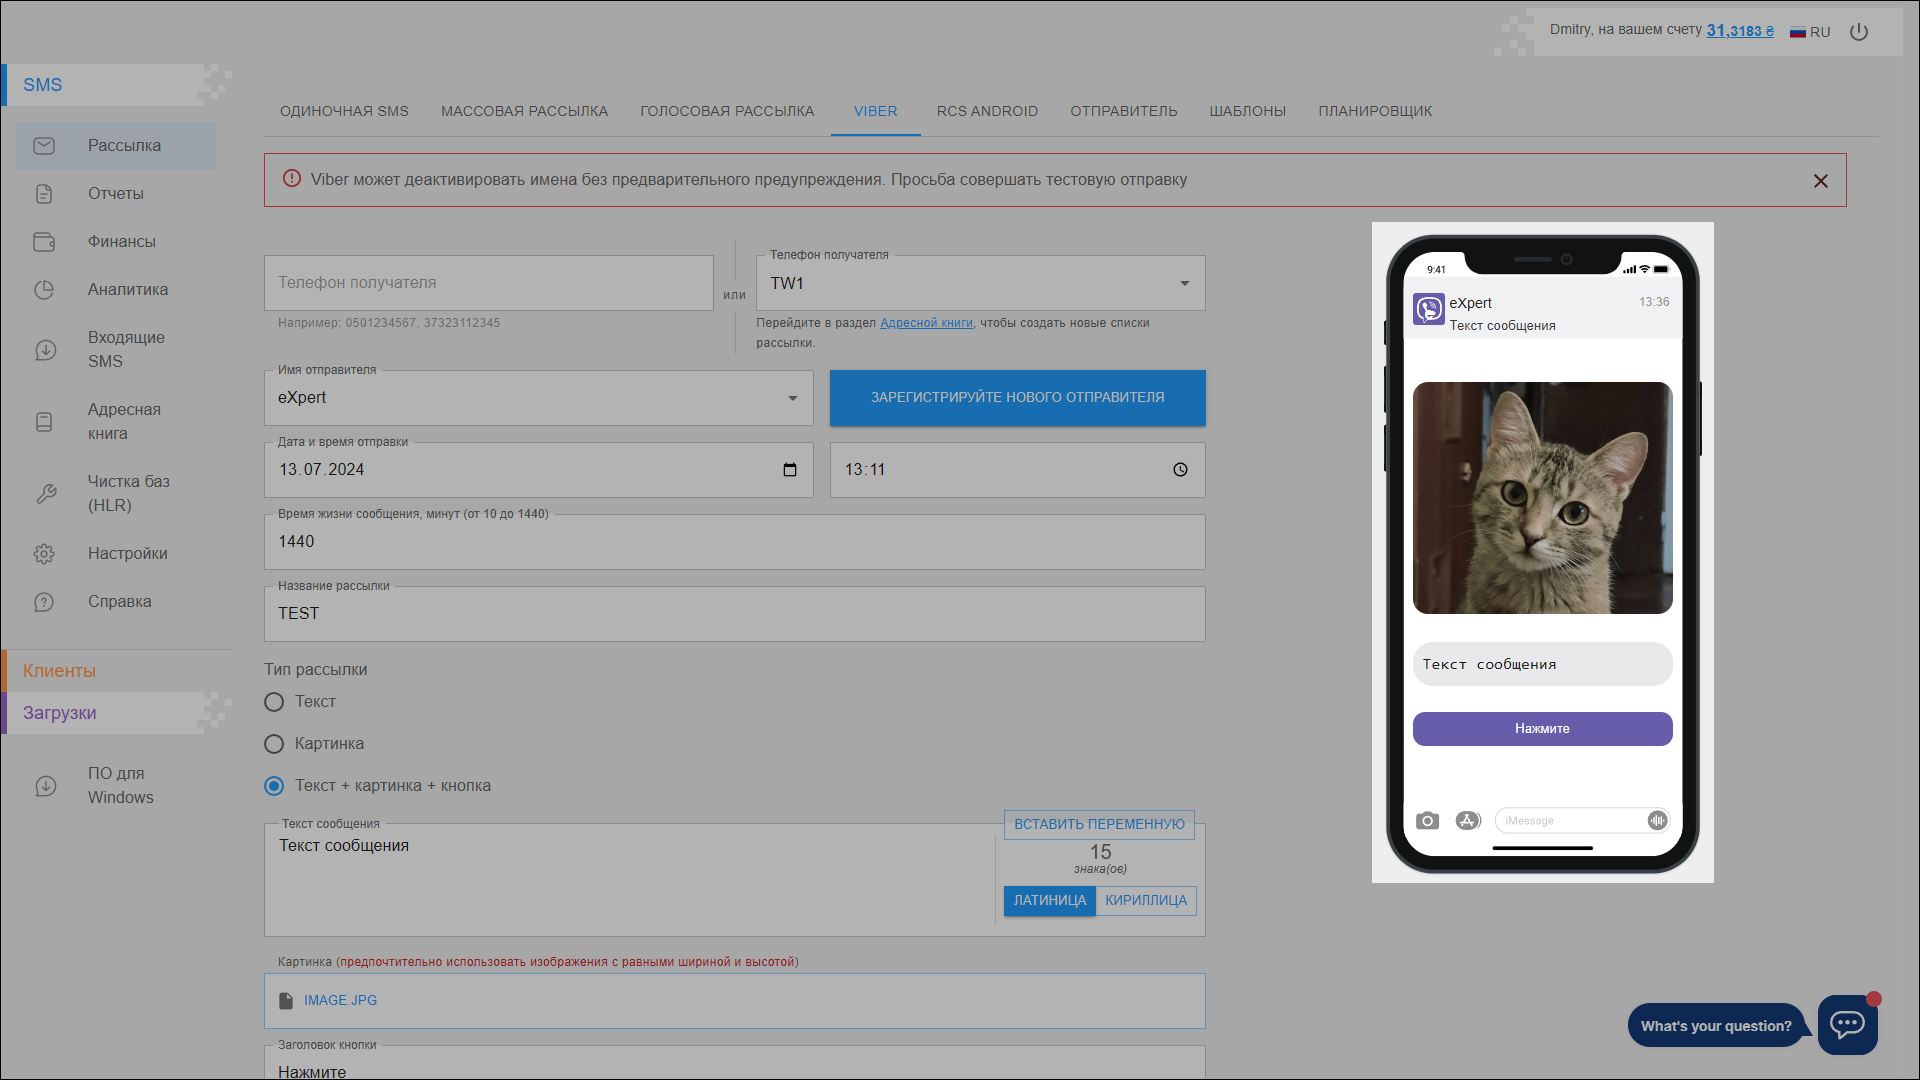 Dmitry, на вашем счету 31,3183 ₴ RU
SMS
Рассылка
Отчеты
Финансы
Аналитика
Входящие
SMS
Адресная
книга
Чистка баз
(HLR)
Настройки
Справка
Клиенты
Загрузки
ПО для
Windows
ОДИНОЧНАЯ SMS МАССОВАЯ РАССЫЛКА ГОЛОСОВАЯ РАССЫЛКА VIBER RCS ANDROID ОТПРАВИТЕЛЬ ШАБЛОНЫ ПЛАНИРОВЩИК
Viber может деактивировать имена без предварительного предупреждения. Просьба совершать тестовую отправку
Телефон получателя
Например: 0501234567, 37323112345
или
Телефон получателя
TW1
Перейдите в раздел Адресной книги, чтобы создать новые списки
рассылки.
Имя отправителя
eXpert
ЗАРЕГИСТРИРУЙТЕ НОВОГО ОТПРАВИТЕЛЯ
Дата и время отправки
13.07.2024
13:11
Время жизни сообщения, минут (от 10 до 1440)
1440
Название рассылки
TEST
Тип рассылки
Текст
Картинка
Текст + картинка + кнопка
Текст сообщения
Текст сообщения
ВСТАВИТЬ ПЕРЕМЕННУЮ
15
знака(ов)
ЛАТИНИЦА КИРИЛЛИЦА
Картинка (предпочтительно использовать изображения с равными шириной и высотой)
IMAGE.JPG
Заголовок кнопки
Нажмите
9:41
eXpert 13:36
Текст сообщения
Текст сообщения
Нажмите
iMessage
What's your question?